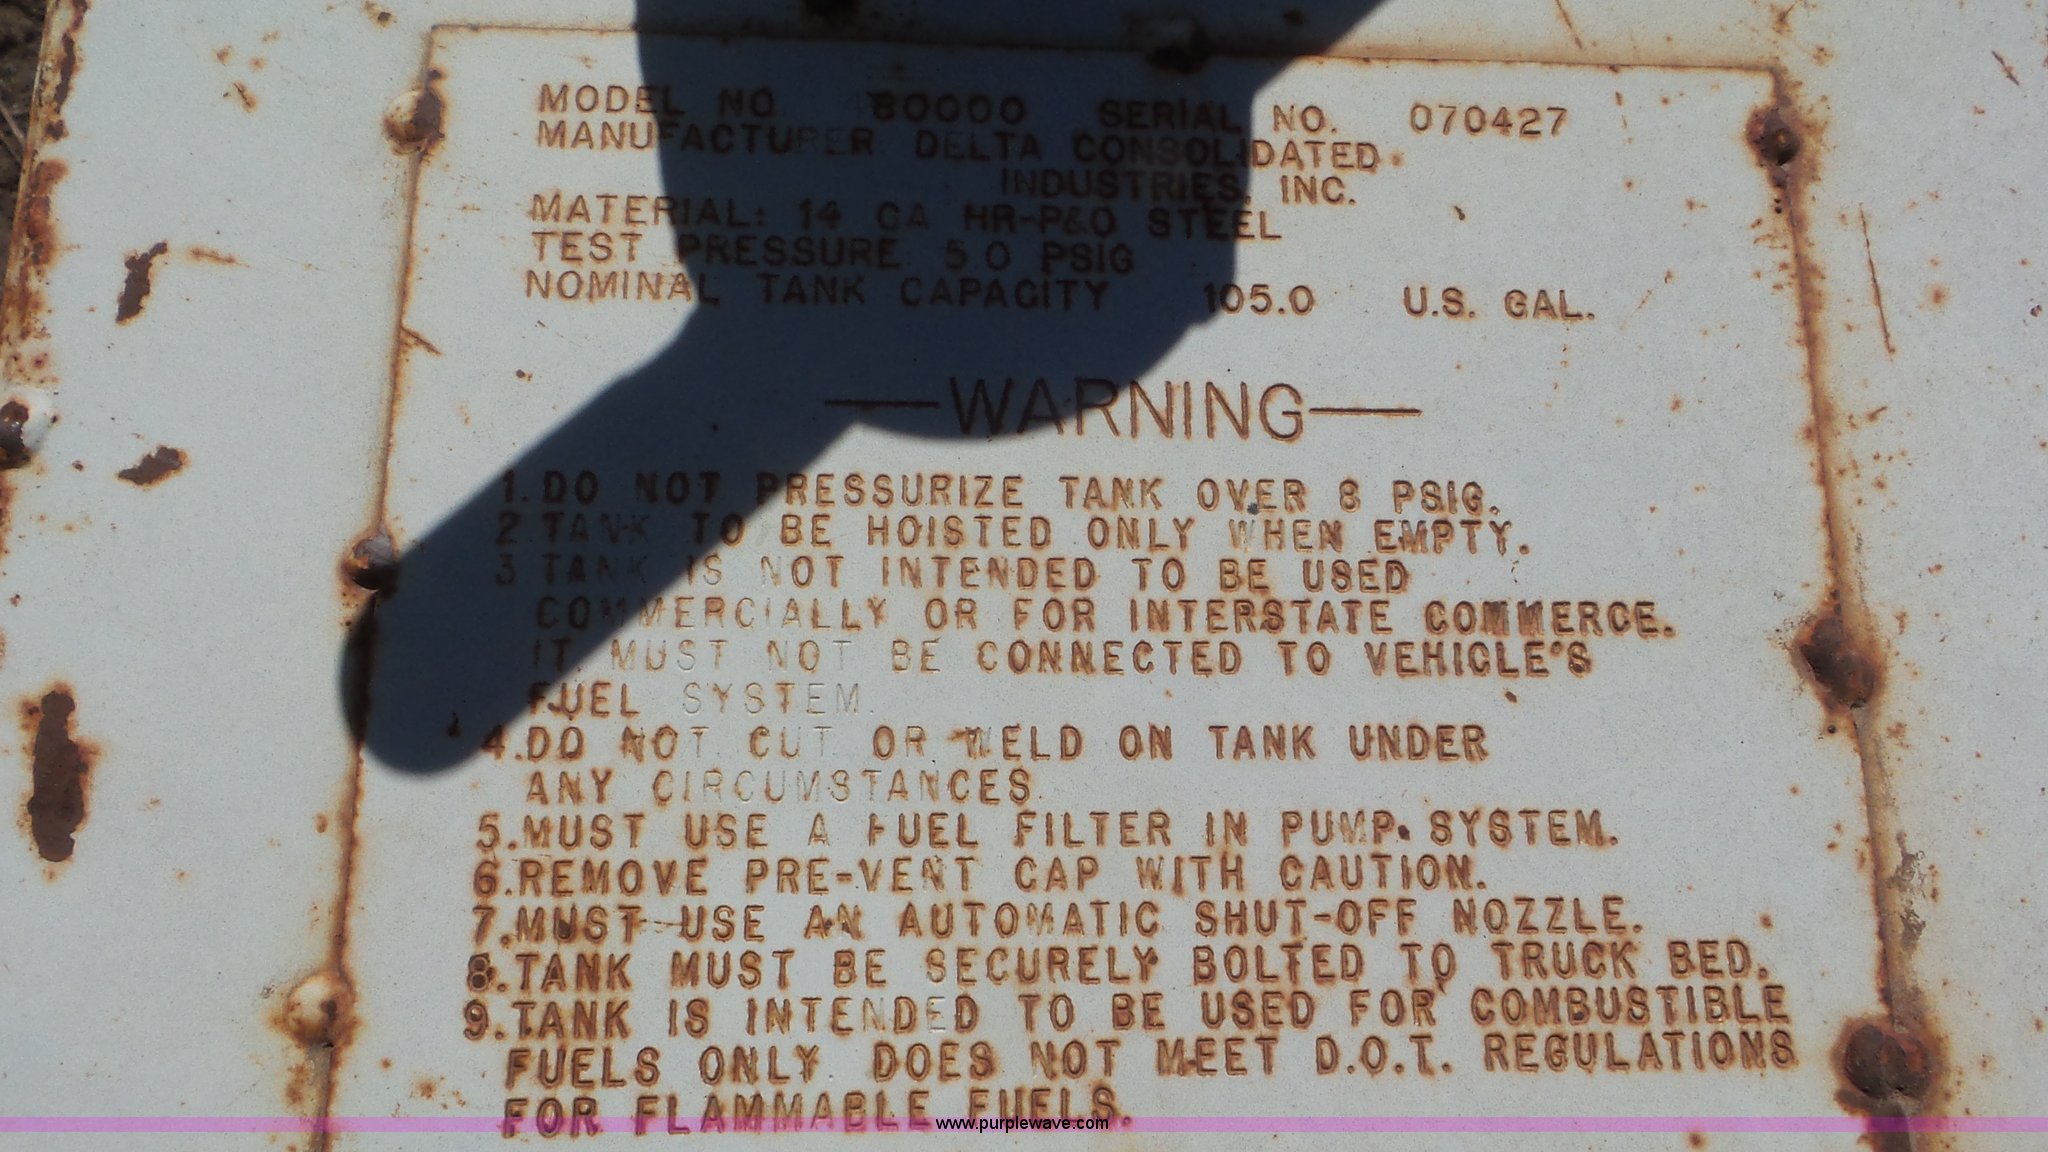 MODEL NO. 480000 SERIAL NO. 070427
MANUFACTURER DELTA CONSOLIDATED
INDUSTRIES, INC.
MATERIAL: 14 GA HR-P&O STEEL
TEST PRESSURE 5.0 PSIG
NOMINAL TANK CAPACITY 105.0 U.S. GAL.
—WARNING—
1. DO NOT PRESSURIZE TANK OVER 8 PSIG.
2. TANK TO BE HOISTED ONLY WHEN EMPTY.
3. TANK IS NOT INTENDED TO BE USED
COMMERCIALLY OR FOR INTERSTATE COMMERCE.
IT MUST NOT BE CONNECTED TO VEHICLE'S
FUEL SYSTEM.
4. DO NOT CUT OR WELD ON TANK UNDER
ANY CIRCUMSTANCES.
5. MUST USE A FUEL FILTER IN PUMP SYSTEM.
6. REMOVE PRE-VENT CAP WITH CAUTION.
7. MUST USE AN AUTOMATIC SHUT-OFF NOZZLE.
8. TANK MUST BE SECURELY BOLTED TO TRUCK BED.
9. TANK IS INTENDED TO BE USED FOR COMBUSTIBLE
FUELS ONLY. DOES NOT MEET D.O.T. REGULATIONS
FOR FLAMMABLE FUELS.
www.purplewave.com